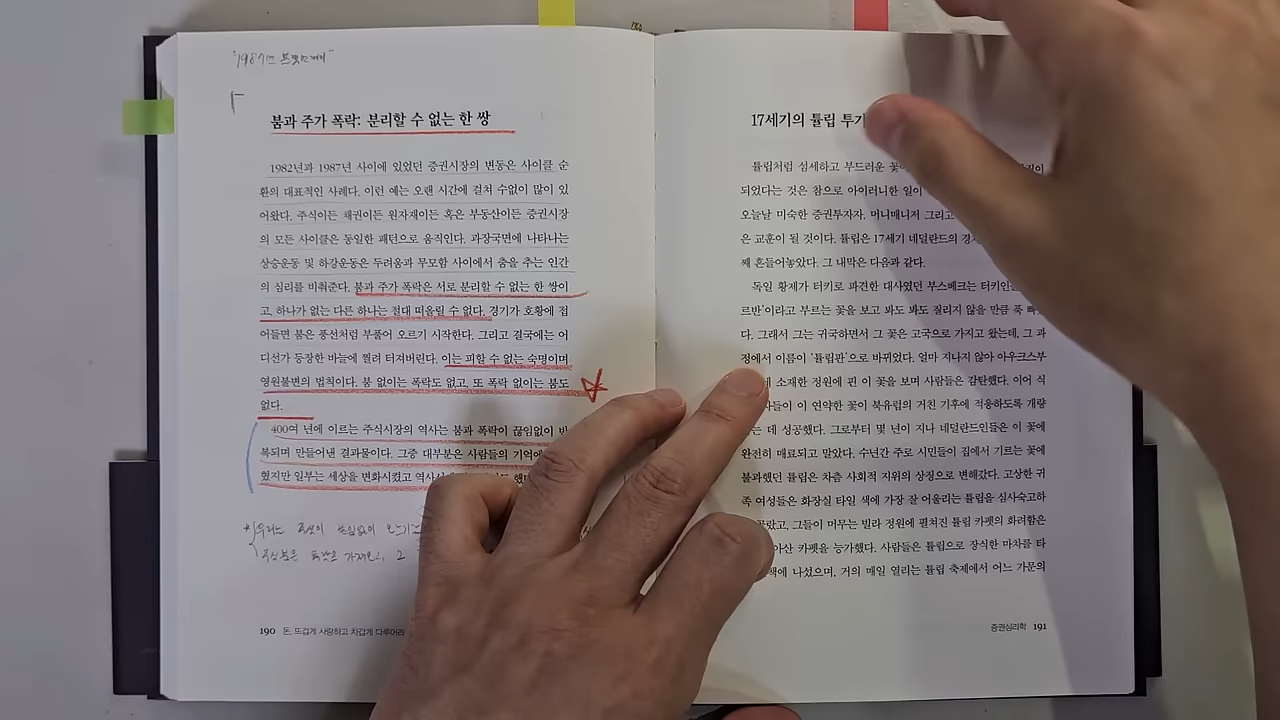 "1987년
붐과 주가 폭락: 분리할 수 없는 한 쌍
1982년과 1987년 사이에 있었던 증권시장의 변동은 사이클 순
환의 대표적인 사례다. 이런 예는 오랜 시간에 걸쳐 수없이 많이 있
어왔다. 주식이든 채권이든 원자재이든 혹은 부동산이든 증권시장
의 모든 사이클은 동일한 패턴으로 움직인다. 과장국면에 나타나는
상승운동 및 하강운동은 두려움과 무모함 사이에서 춤을 추는 인간
의 심리를 비춰준다. 붐과 주가 폭락은 서로 분리할 수 없는 한 쌍이
고, 하나가 없는 다른 하나는 절대 떠올릴 수 없다. 경기가 호황에 접
어들면 붐은 풍선처럼 부풀어 오르기 시작한다. 그리고 결국에는 어
디선가 등장한 바늘에 찔려 터져버린다. 이는 피할 수 없는 숙명이며
영원불변의 법칙이다. 붐 없이는 폭락도 없고, 또 폭락 없이는 붐도
없다.
400여 년에 이르는 주식시장의 역사는 붐과 폭락이 끊임없이 반
복되며 만들어낸 결과물이다. 그중 대부분은 사람들의 기억에
혔지만 일부는 세상을 변화시켰고
190 돈, 뜨겁게 사랑하고 차갑게 다루어라
17세기의 튤립 투기
튤립처럼 섬세하고 부드러운
되었다는 것은 참으로 아이러니한 일이
오늘날 미숙한 증권투자자, 머니매니저 그리고
은 교훈이 될 것이다. 튤립은 17세기 네덜란드의
째 흔들어놓았다. 그 내막은 다음과 같다.
독일 황제가 터키로 파견한 대사였던 부스베크는 터키인들
르반'이라고 부르는 꽃을 보고 봐도 봐도 질리지 않을 만큼 푹
다. 그래서 그는 귀국하면서 그 꽃은 고국으로 가지고 왔는데, 그 과
정에서 이름이 '튤립판'으로 바뀌었다. 얼마 지나지 않아 아우크스부
소재한 정원에 핀 이 꽃을 보며 사람들은 감탄했다. 이어 식
이 연약한 꽃이 북유럽의 거친 기후에 적응하도록 개량
데 성공했다. 그로부터 몇 년이 지나 네덜란드인들은 이 꽃에
완전히 매료되고 말았다. 수년간 주로 시민들이 집에서 기르는 꽃에
불과했던 튤립은 차츰 사회적 지위의 상징으로 변해갔다. 고상한 귀
족 여성들은 화장실 타일 색에 가장 잘 어울리는 튤립을 심사숙고하
그들이 머무는 빌라 정원에 펼쳐진 튤립 카펫의 화려함은
카펫을 능가했다. 사람들은 튤립으로 장식한 마차를 타
나섰으며, 거의 매일 열리는 튤립 축제에서 어느 가문의
증권심리학 191